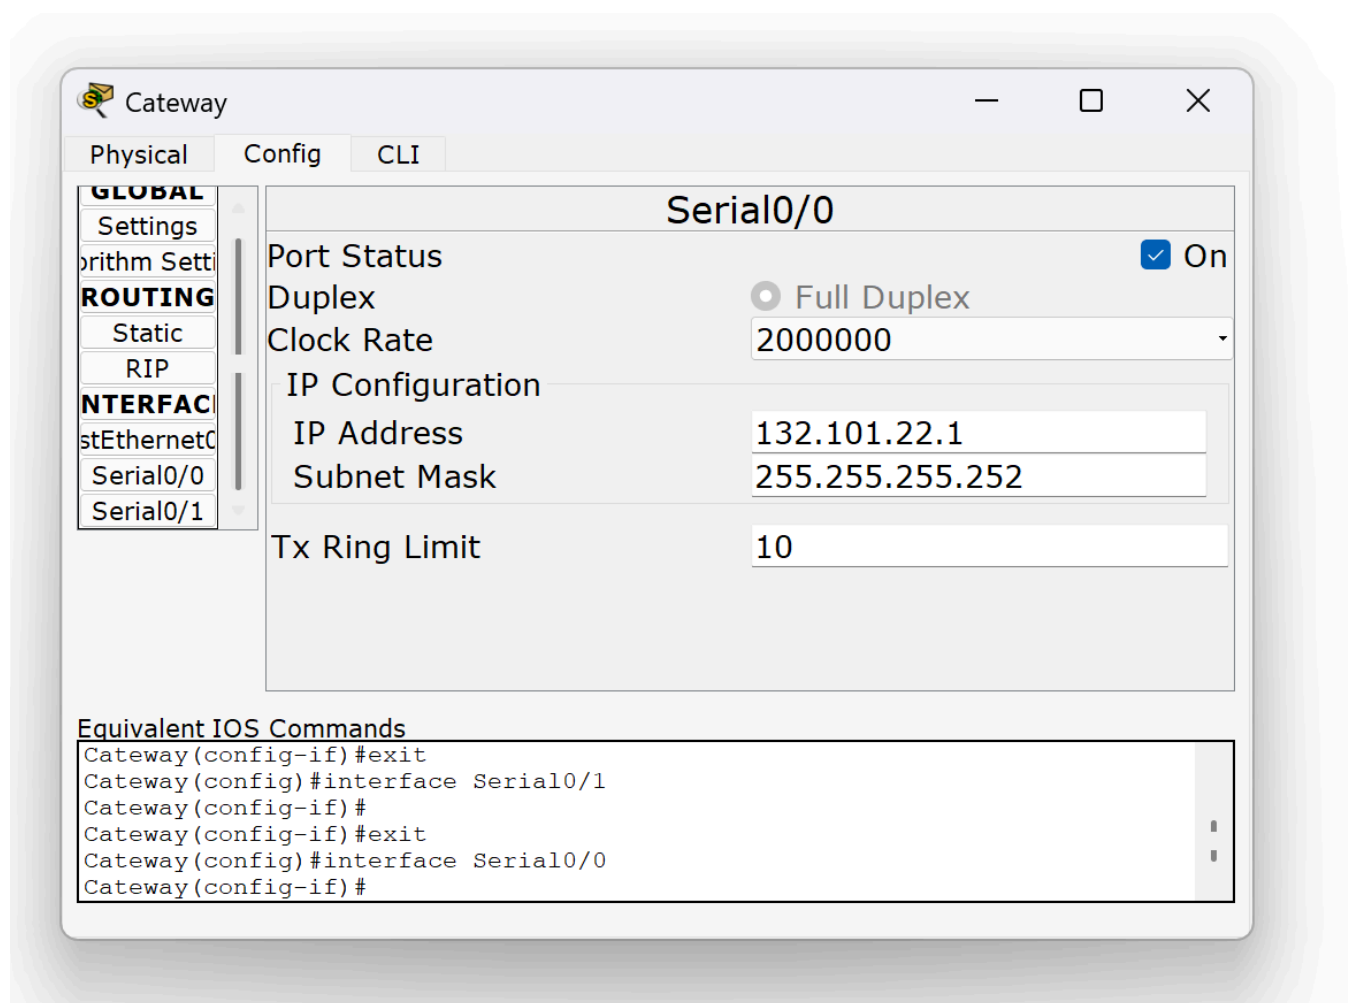 Cateway
Physical Config CLI
GLOBAL
Settings
orithm Setti
ROUTING
Static
RIP
NTERFAC
stEthernet0
Serial0/0
Serial0/1
Serial0/0
Port Status On
Duplex Full Duplex
Clock Rate 2000000
IP Configuration
IP Address 132.101.22.1
Subnet Mask 255.255.255.252
Tx Ring Limit 10
Equivalent IOS Commands
Cateway(config-if)#exit
Cateway(config)#interface Serial0/1
Cateway(config-if)#
Cateway(config-if)#exit
Cateway(config)#interface Serial0/0
Cateway(config-if)#